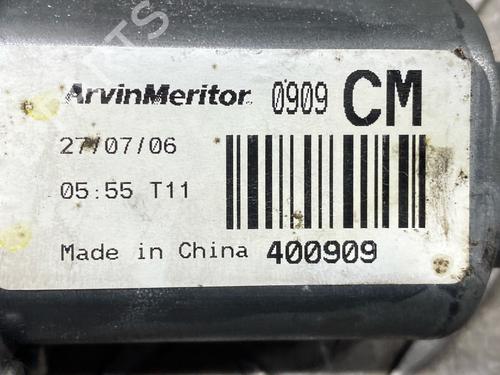 ArvinMeritor 0909 CM
27/07/06
05:55 T11
Made in China 400909